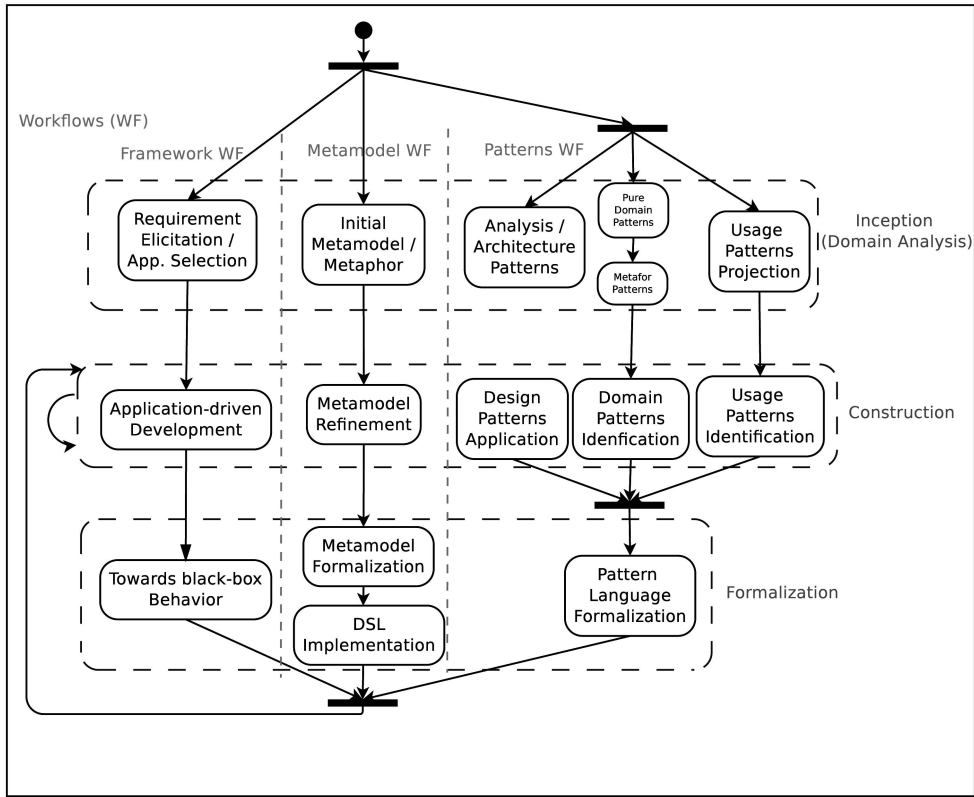 Workflows (WF)
Framework WF
Metamodel WF
Patterns WF
Requirement
Elicitation /
App. Selection
Initial
Metamodel /
Metaphor
Analysis /
Architecture
Patterns
Pure
Domain
Patterns
Metafor
Patterns
Usage
Patterns
Projection
Inception
(Domain Analysis)
Application-driven
Development
Metamodel
Refinement
Design
Patterns
Application
Domain
Patterns
Idenfication
Usage
Patterns
Identification
Construction
Towards black-box
Behavior
Metamodel
Formalization
DSL
Implementation
Pattern
Language
Formalization
Formalization